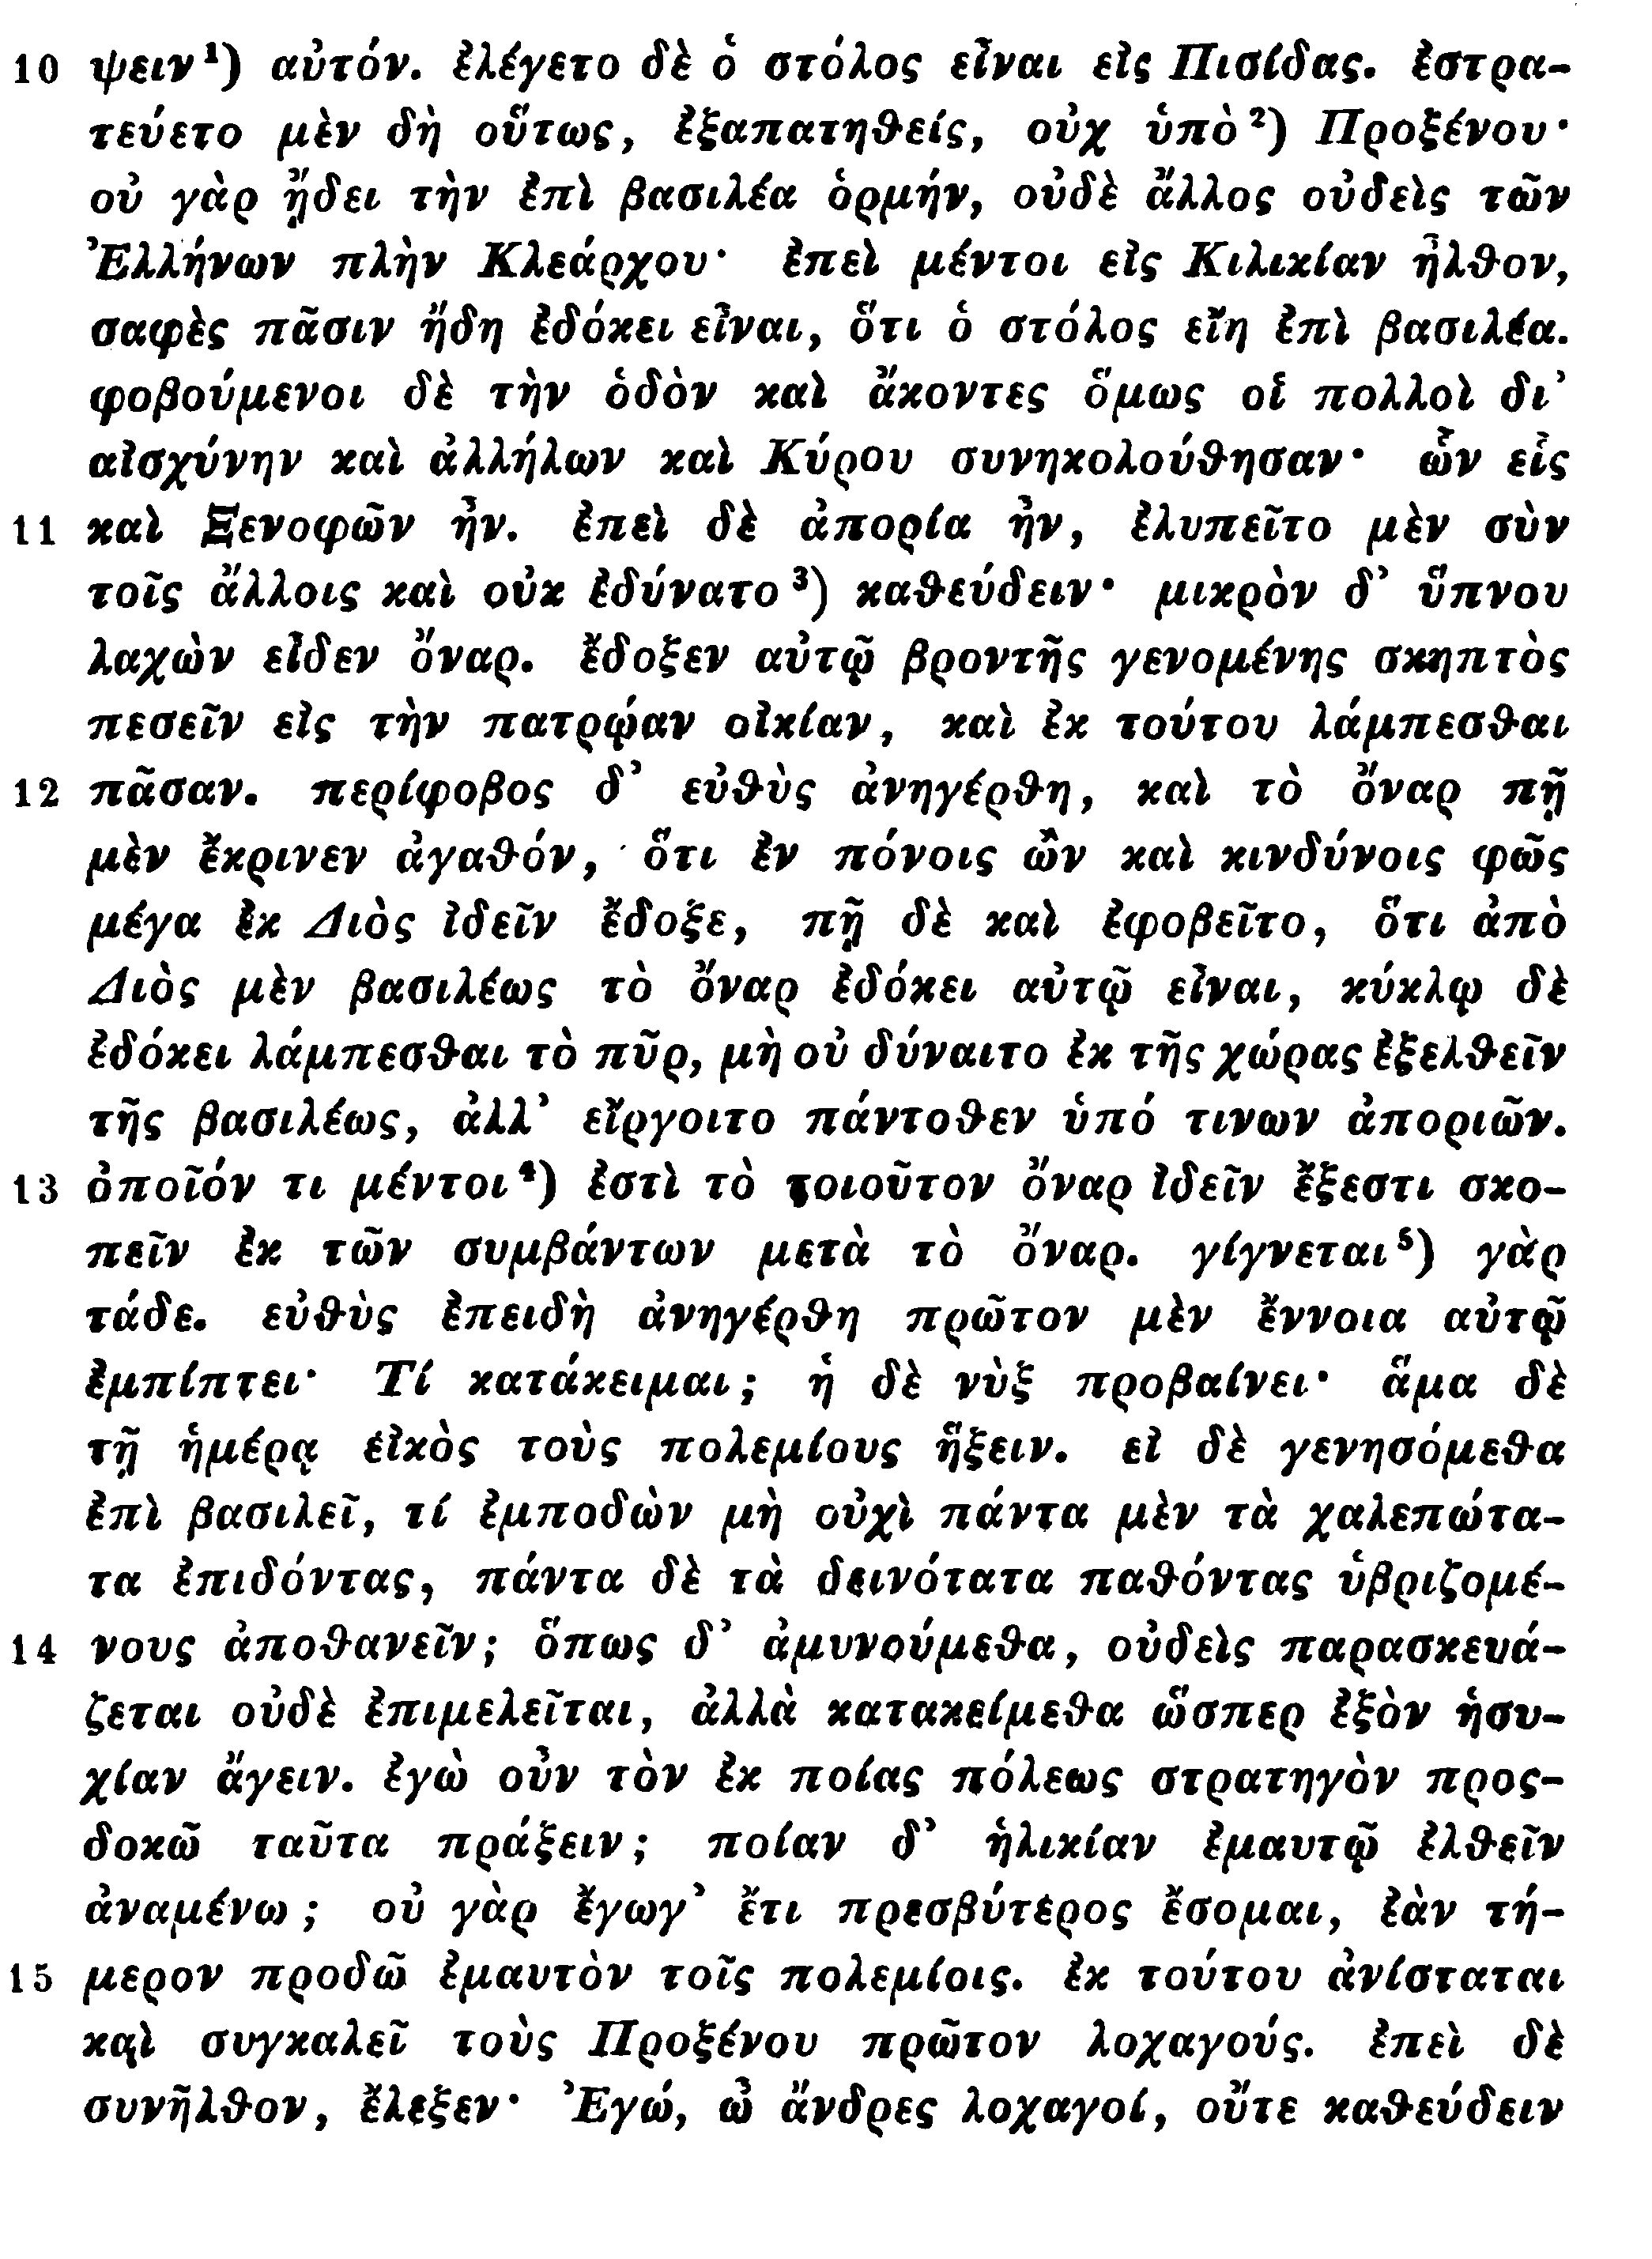 10 ψειν¹) αὐτόν. ἐλέγετο δὲ ὁ στόλος εἶναι εἰς Πισίδας. ἐστρα-
τεύετο μὲν δὴ οὕτως, ἐξαπατηθείς, οὐχ ὑπὸ²) Προξένου·
οὐ γὰρ ᾔδει τὴν ἐπὶ βασιλέα ὁρμήν, οὐδὲ ἄλλος οὐδεὶς τῶν
Ἑλλήνων πλὴν Κλεάρχου· ἐπεὶ μέντοι εἰς Κιλικίαν ἦλθον,
σαφὲς πᾶσιν ἤδη ἐδόκει εἶναι, ὅτι ὁ στόλος εἴη ἐπὶ βασιλέα.
φοβούμενοι δὲ τὴν ὁδὸν καὶ ἄκοντες ὅμως οἱ πολλοὶ δι’
αἰσχύνην καὶ ἀλλήλων καὶ Κύρου συνηκολούθησαν· ὧν εἷς
11 καὶ Ξενοφῶν ἦν. ἐπεὶ δὲ ἀπορία ἦν, ἐλυπεῖτο μὲν σὺν
τοῖς ἄλλοις καὶ οὐκ ἐδύνατο³) καθεύδειν· μικρὸν δ’ ὕπνου
λαχὼν εἶδεν ὄναρ. ἔδοξεν αὐτῷ βροντῆς γενομένης σκηπτὸς
πεσεῖν εἰς τὴν πατρῴαν οἰκίαν, καὶ ἐκ τούτου λάμπεσθαι
12 πᾶσαν. περίφοβος δ’ εὐθὺς ἀνηγέρθη, καὶ τὸ ὄναρ πῇ
μὲν ἔκρινεν ἀγαθόν, ὅτι ἐν πόνοις ὢν καὶ κινδύνοις φῶς
μέγα ἐκ Διὸς ἰδεῖν ἔδοξε, πῇ δὲ καὶ ἐφοβεῖτο, ὅτι ἀπὸ
Διὸς μὲν βασιλέως τὸ ὄναρ ἐδόκει αὐτῷ εἶναι, κύκλῳ δὲ
ἐδόκει λάμπεσθαι τὸ πῦρ, μὴ οὐ δύναιτο ἐκ τῆς χώρας ἐξελθεῖν
τῆς βασιλέως, ἀλλ’ εἴργοιτο πάντοθεν ὑπό τινων ἀποριῶν.
13 ὁποῖόν τι μέντοι⁴) ἐστὶ τὸ τοιοῦτον ὄναρ ἰδεῖν ἔξεστι σκο-
πεῖν ἐκ τῶν συμβάντων μετὰ τὸ ὄναρ. γίγνεται⁵) γὰρ
τάδε. εὐθὺς ἐπειδὴ ἀνηγέρθη πρῶτον μὲν ἔννοια αὐτῷ
ἐμπίπτει· Τί κατάκειμαι; ἡ δὲ νὺξ προβαίνει· ἅμα δὲ
τῇ ἡμέρᾳ εἰκὸς τοὺς πολεμίους ἥξειν. εἰ δὲ γενησόμεθα
ἐπὶ βασιλεῖ, τί ἐμποδὼν μὴ οὐχὶ πάντα μὲν τὰ χαλεπώτα-
τα ἐπιδόντας, πάντα δὲ τὰ δεινότατα παθόντας ὑβριζομέ-
14 νους ἀποθανεῖν; ὅπως δ’ ἀμυνούμεθα, οὐδεὶς παρασκευά-
ζεται οὐδὲ ἐπιμελεῖται, ἀλλὰ κατακείμεθα ὥσπερ ἐξὸν ἡσυ-
χίαν ἄγειν. ἐγὼ οὖν τὸν ἐκ ποίας πόλεως στρατηγὸν προς-
δοκῶ ταῦτα πράξειν; ποίαν δ’ ἡλικίαν ἐμαυτῷ ἐλθεῖν
ἀναμένω; οὐ γὰρ ἔγωγ’ ἔτι πρεσβύτερος ἔσομαι, ἐὰν τή-
15 μερον προδῶ ἐμαυτὸν τοῖς πολεμίοις. ἐκ τούτου ἀνίσταται
καὶ συγκαλεῖ τοὺς Προξένου πρῶτον λοχαγούς. ἐπεὶ δὲ
συνῆλθον, ἔλεξεν· Ἐγώ, ὦ ἄνδρες λοχαγοί, οὔτε καθεύδειν